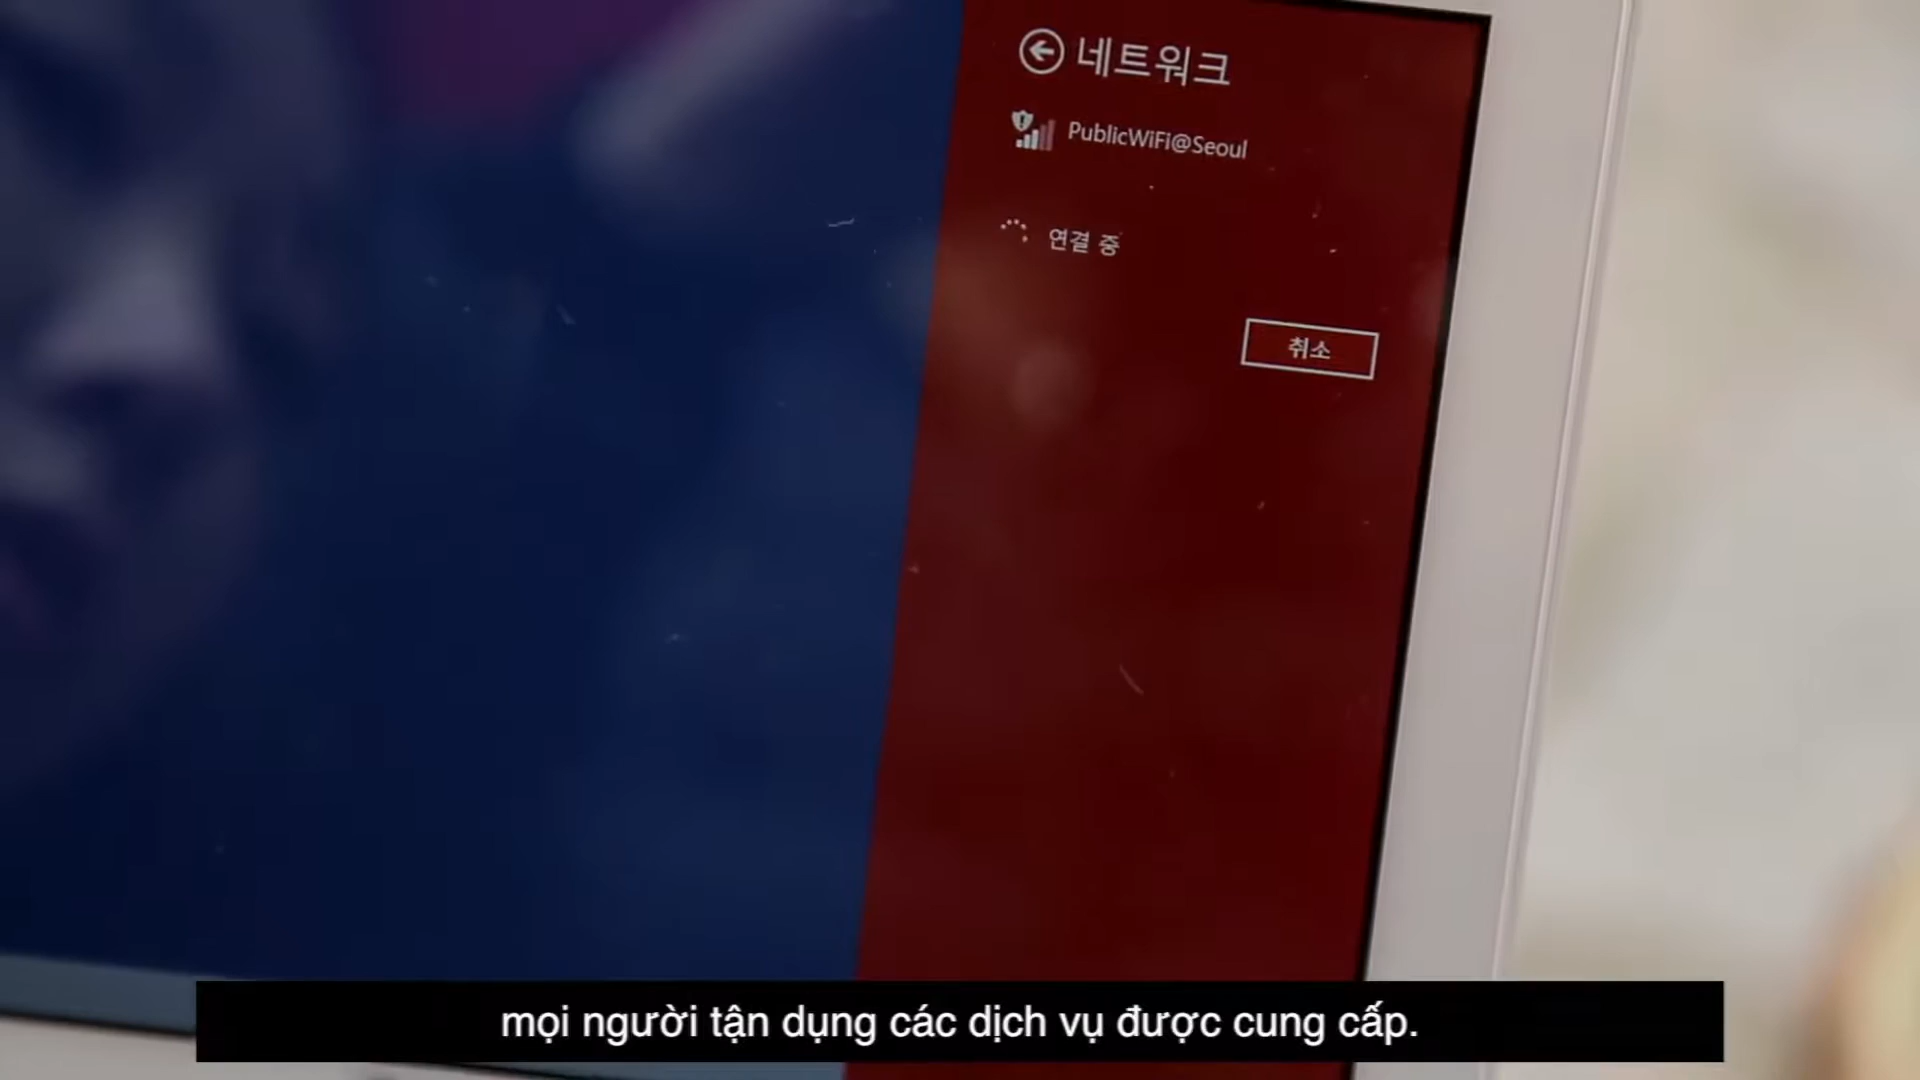 네트워크
PublicWiFi@Seoul
연결 중
취소
mọi người tận dụng các dịch vụ được cung cấp.